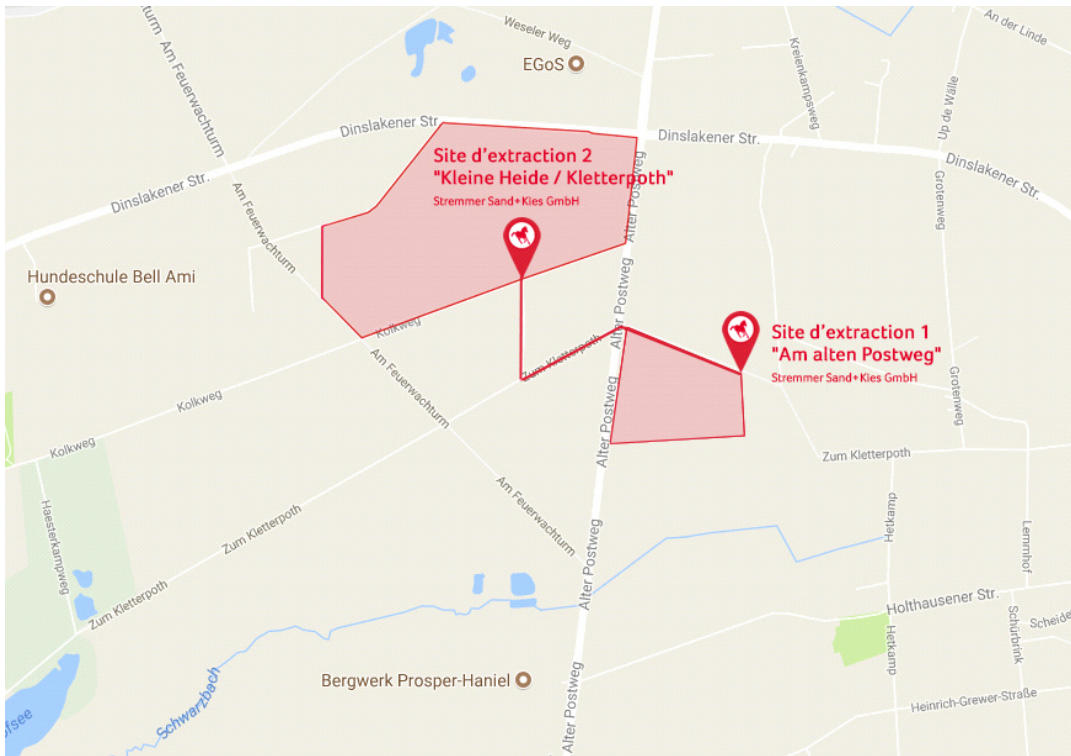 Weseler Weg
An der Linde
Am Feuerwachturm
EGoS
Kreienkampsweg
Up de Wälle
Dinslakener Str.
Dinslakener Str.
Dinslakener Str.
Dinslakener Str.
Site d'extraction 2
"Kleine Heide / Kletterpoth"
Stremmer Sand+Kies GmbH
Alter Postweg
Am Feuerwachturm
Grotenweg
Hundeschule Bell Ami
Kolkweg
Alter Postweg
Zum Kletterpoth
Site d'extraction 1
"Am alten Postweg"
Stremmer Sand+Kies GmbH
Am Feuerwachturm
Grotenweg
Kolkweg
Alter Postweg
Kolkweg
Zum Kletterpoth
Haesterkampweg
Zum Kletterpoth
Am Feuerwachturm
Hetkamp
Lemmhof
Alter Postweg
Zum Kletterpoth
Holthausener Str.
Schürbrink
Hetkamp
Bergwerk Prosper-Haniel
Schwarzbach
Heinrich-Grewer-Straße
Alter Postweg